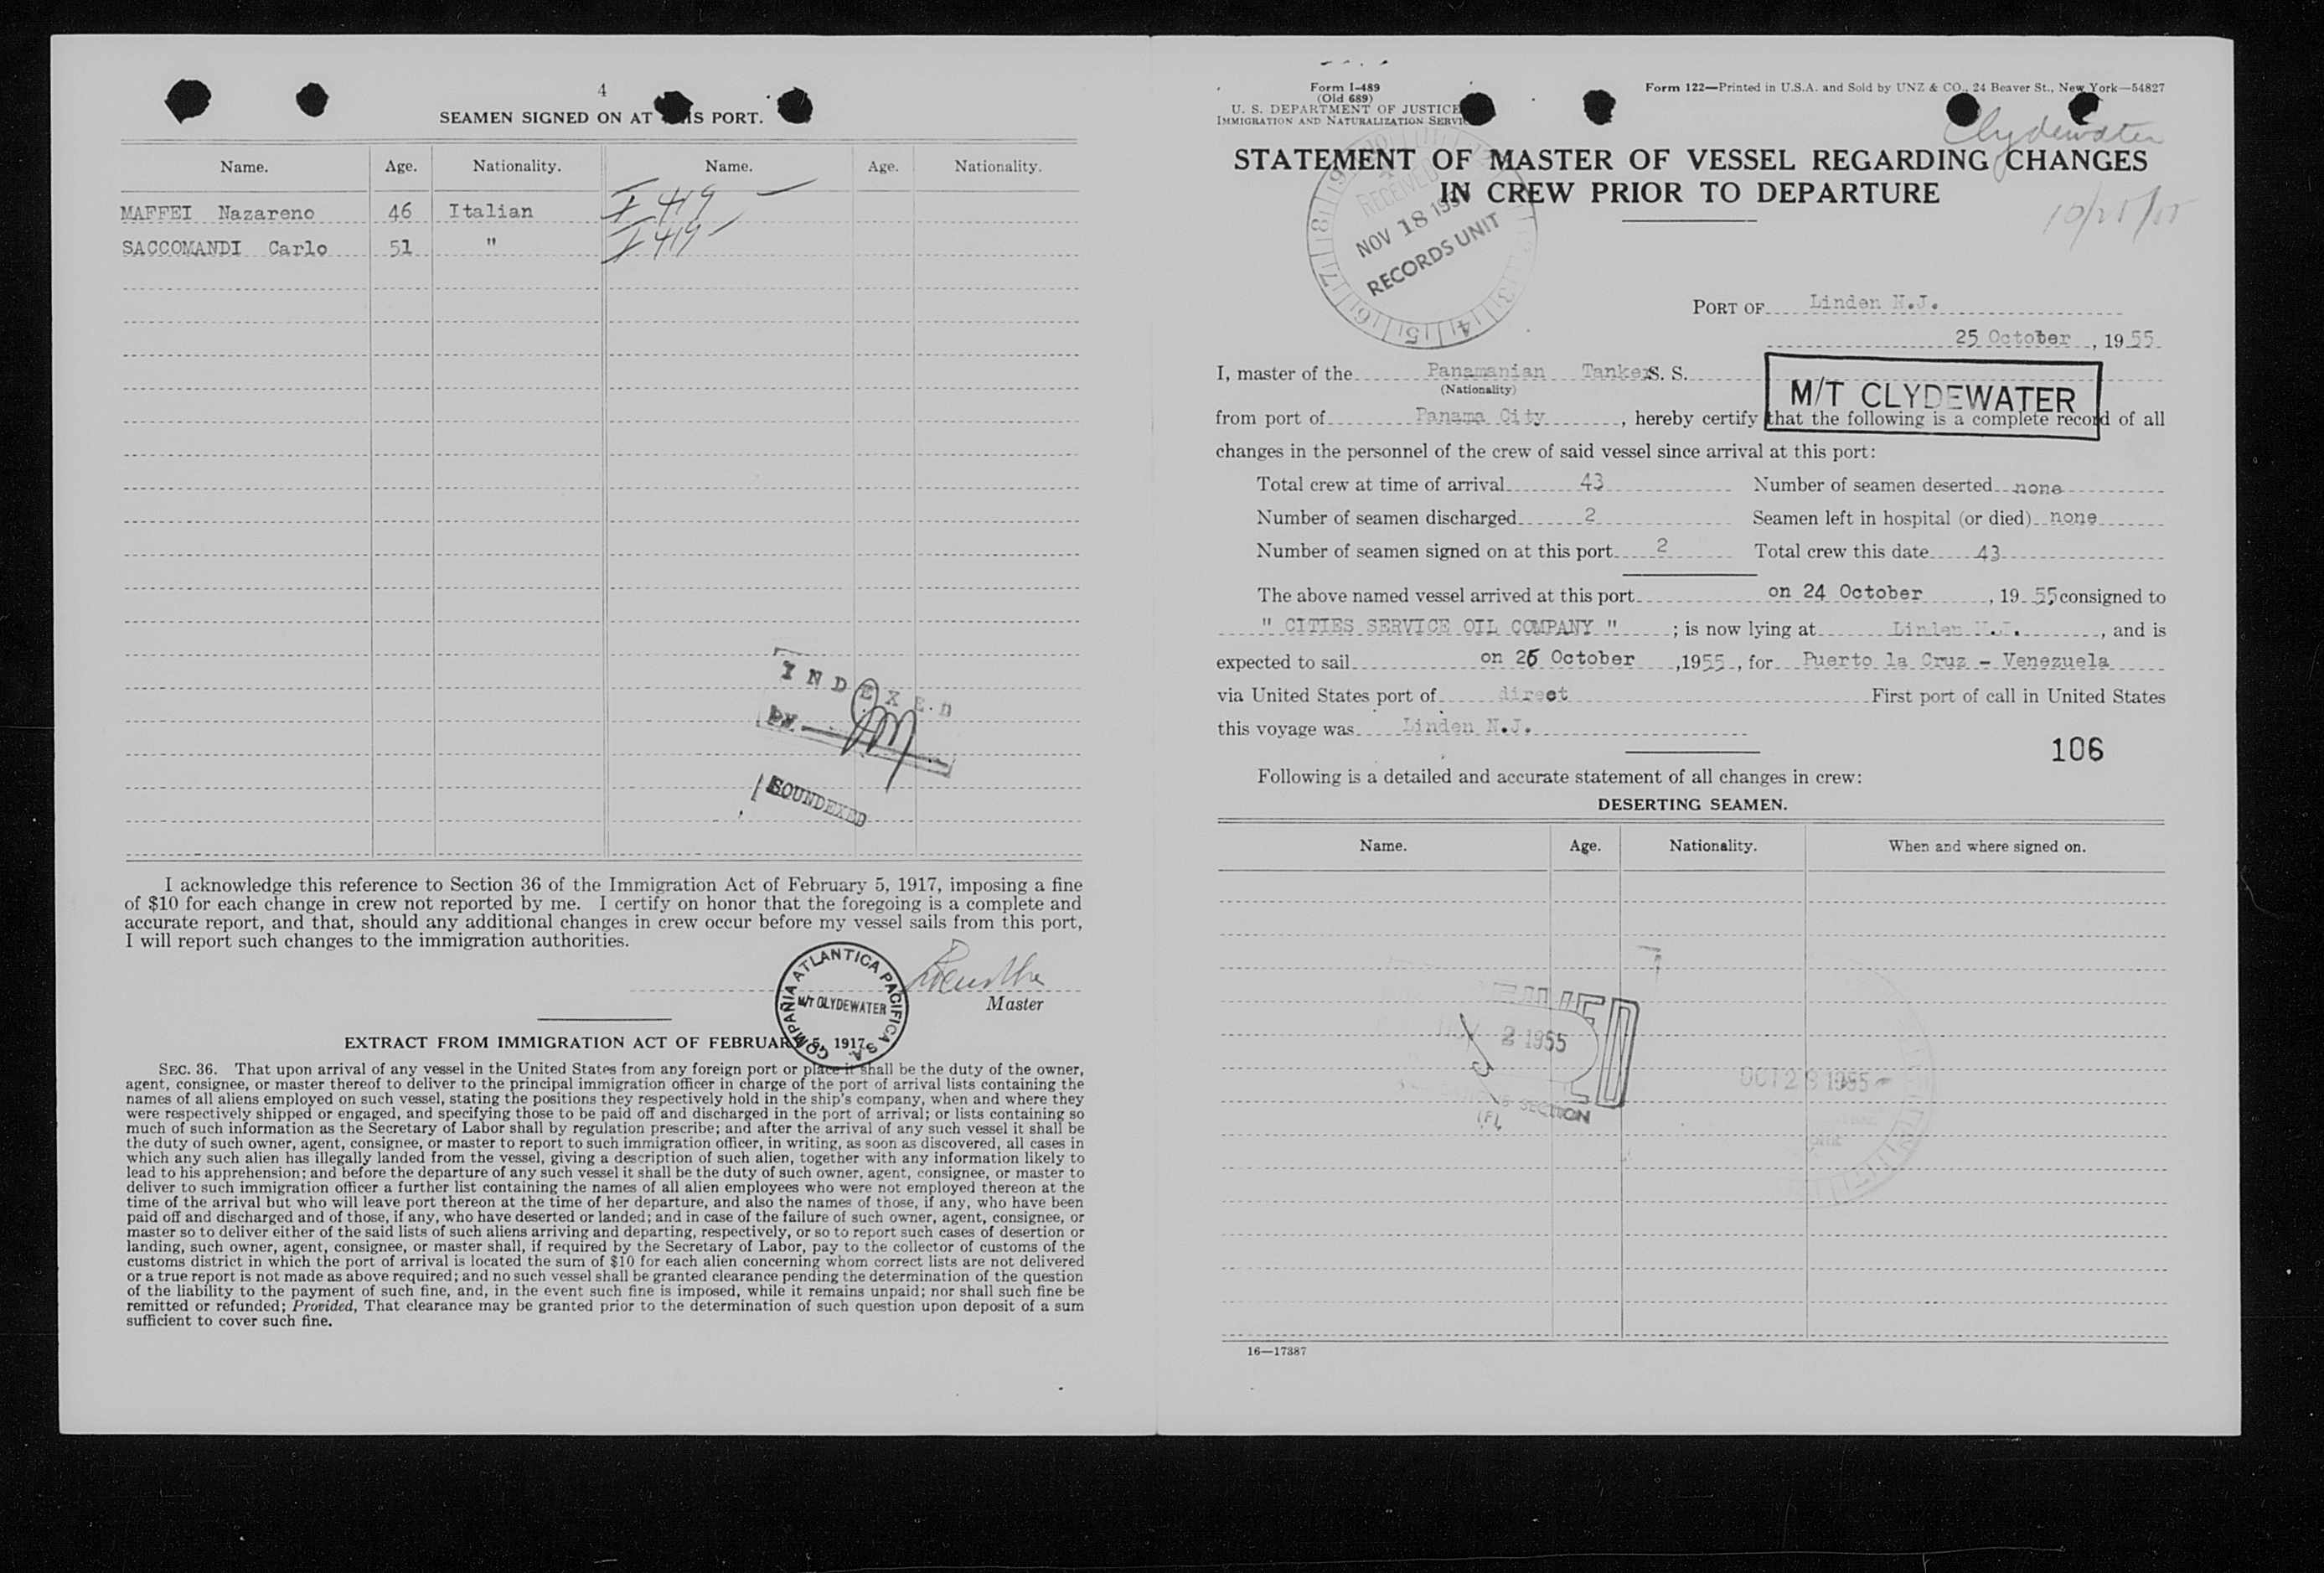 4
SEAMEN SIGNED ON AT THIS PORT.
Name. Age. Nationality. Name. Age. Nationality.
MAFFEI Nazareno 46 Italian I 419
SACCOMANDI Carlo 51 " I 419
INDEXED
BY
SOUNDEXED
I acknowledge this reference to Section 36 of the Immigration Act of February 5, 1917, imposing a fine
of $10 for each change in crew not reported by me. I certify on honor that the foregoing is a complete and
accurate report, and that, should any additional changes in crew occur before my vessel sails from this port,
I will report such changes to the immigration authorities.
COMPAÑIA ATLANTICA PACIFICA S.A.
M/T CLYDEWATER
Master
EXTRACT FROM IMMIGRATION ACT OF FEBRUARY 5, 1917.
SEC. 36. That upon arrival of any vessel in the United States from any foreign port or place it shall be the duty of the owner,
agent, consignee, or master thereof to deliver to the principal immigration officer in charge of the port of arrival lists containing the
names of all aliens employed on such vessel, stating the positions they respectively hold in the ship's company, when and where they
were respectively shipped or engaged, and specifying those to be paid off and discharged in the port of arrival; or lists containing so
much of such information as the Secretary of Labor shall by regulation prescribe; and after the arrival of any such vessel it shall be
the duty of such owner, agent, consignee, or master to report to such immigration officer, in writing, as soon as discovered, all cases in
which any such alien has illegally landed from the vessel, giving a description of such alien, together with any information likely to
lead to his apprehension; and before the departure of any such vessel it shall be the duty of such owner, agent, consignee, or master to
deliver to such immigration officer a further list containing the names of all alien employees who were not employed thereon at the
time of the arrival but who will leave port thereon at the time of her departure, and also the names of those, if any, who have been
paid off and discharged and of those, if any, who have deserted or landed; and in case of the failure of such owner, agent, consignee, or
master so to deliver either of the said lists of such aliens arriving and departing, respectively, or so to report such cases of desertion or
landing, such owner, agent, consignee, or master shall, if required by the Secretary of Labor, pay to the collector of customs of the
customs district in which the port of arrival is located the sum of $10 for each alien concerning whom correct lists are not delivered
or a true report is not made as above required; and no such vessel shall be granted clearance pending the determination of the question
of the liability to the payment of such fine, and, in the event such fine is imposed, while it remains unpaid; nor shall such fine be
remitted or refunded; Provided, That clearance may be granted prior to the determination of such question upon deposit of a sum
sufficient to cover such fine.
Form I-489
(Old 689)
U. S. DEPARTMENT OF JUSTICE
IMMIGRATION AND NATURALIZATION SERVICE
Form 122—Printed in U.S.A. and Sold by UNZ & CO., 24 Beaver St., New York—54827
Clydewater
STATEMENT OF MASTER OF VESSEL REGARDING CHANGES
IN CREW PRIOR TO DEPARTURE
10/25/55
RECEIVED
NOV 18 195
RECORDS UNIT
PORT OF Linden N.J.
25 October, 19 55
I, master of the Panamanian Tanker S. S. M/T CLYDEWATER
(Nationality)
from port of Panama City, hereby certify that the following is a complete record of all
changes in the personnel of the crew of said vessel since arrival at this port:
Total crew at time of arrival 43 Number of seamen deserted none
Number of seamen discharged 2 Seamen left in hospital (or died) none
Number of seamen signed on at this port 2 Total crew this date 43
The above named vessel arrived at this port on 24 October, 19 55, consigned to
" CITIES SERVICE OIL COMPANY "; is now lying at Linden N.J., and is
expected to sail on 26 October, 1955, for Puerto la Cruz - Venezuela
via United States port of direct First port of call in United States
this voyage was Linden N.J.
106
Following is a detailed and accurate statement of all changes in crew:
DESERTING SEAMEN.
Name. Age. Nationality. When and where signed on.
2 1955
SECTION
OCT 2 1955
16—17387